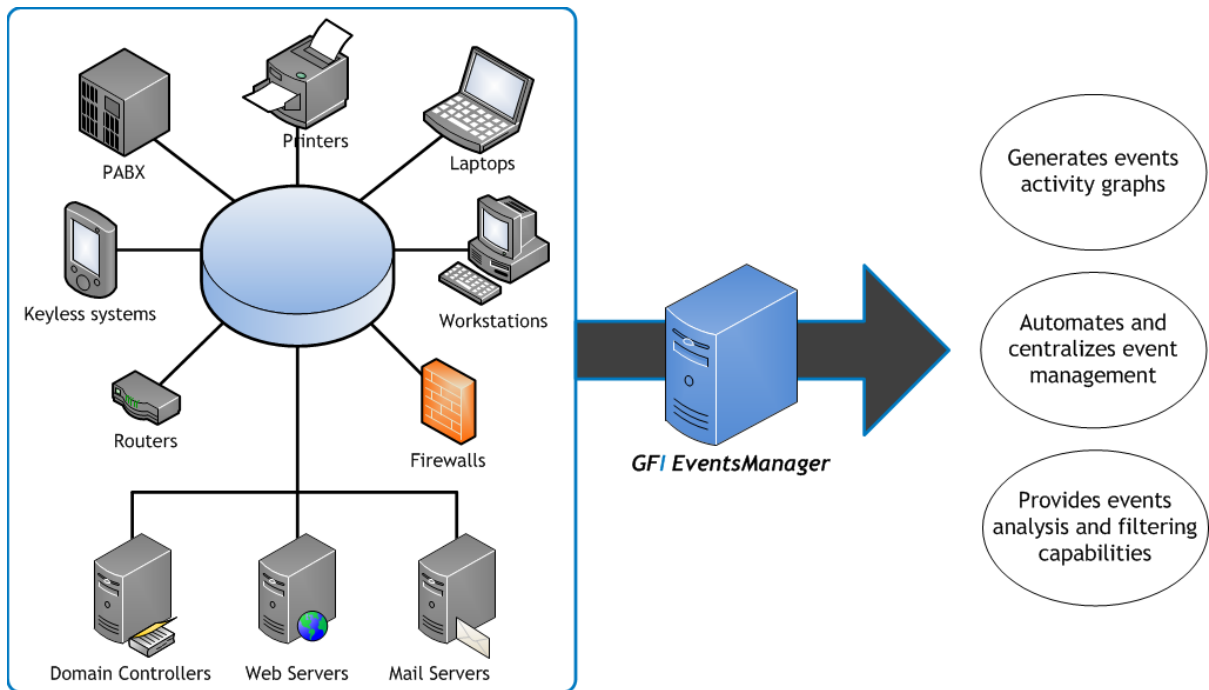 Printers
PABX
Laptops
Keyless systems
Workstations
Routers
Firewalls
Domain Controllers
Web Servers
Mail Servers
GFI EventsManager
Generates events
activity graphs
Automates and
centralizes event
management
Provides events
analysis and filtering
capabilities